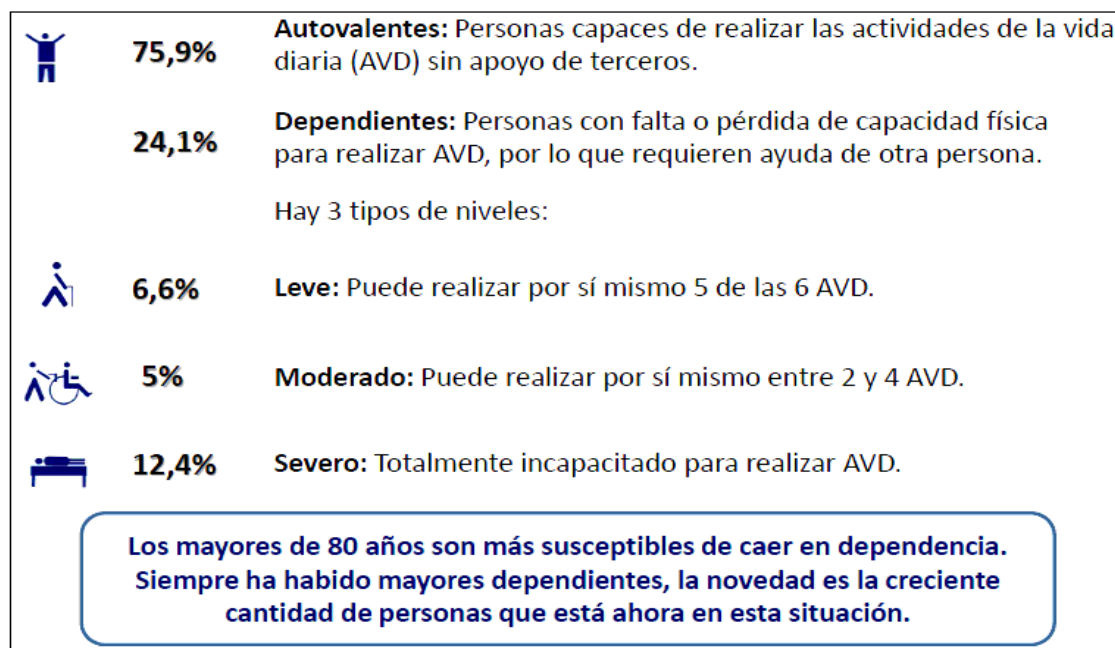 75,9% Autovalentes: Personas capaces de realizar las actividades de la vida
diaria (AVD) sin apoyo de terceros.
24,1% Dependientes: Personas con falta o pérdida de capacidad física
para realizar AVD, por lo que requieren ayuda de otra persona.
Hay 3 tipos de niveles:
6,6% Leve: Puede realizar por sí mismo 5 de las 6 AVD.
5% Moderado: Puede realizar por sí mismo entre 2 y 4 AVD.
12,4% Severo: Totalmente incapacitado para realizar AVD.
Los mayores de 80 años son más susceptibles de caer en dependencia.
Siempre ha habido mayores dependientes, la novedad es la creciente
cantidad de personas que está ahora en esta situación.